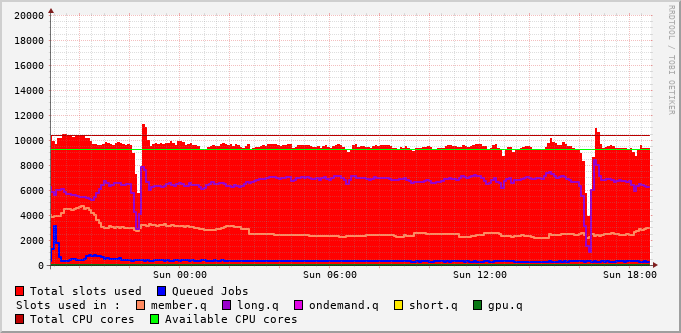 20000
18000
16000
14000
12000
10000
8000
6000
4000
2000
0
Sun 00:00 Sun 06:00 Sun 12:00 Sun 18:00
RRDTOOL / TOBI OETIKER
Total slots used Queued Jobs
Slots used in : member.q long.q ondemand.q short.q gpu.q
Total CPU cores Available CPU cores